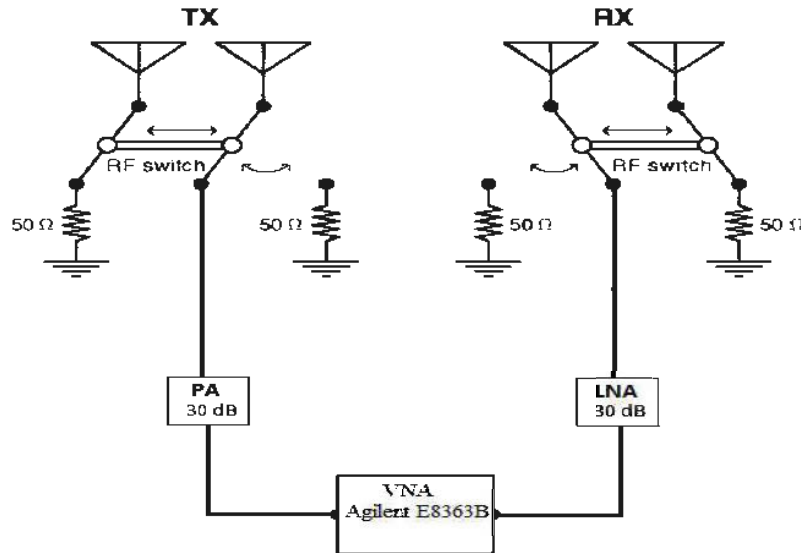 TX
RX
RF switch
RF switch
50 Ω
50 Ω
50 Ω
50 Ω
PA
30 dB
LNA
30 dB
VNA
Agilent E8363B